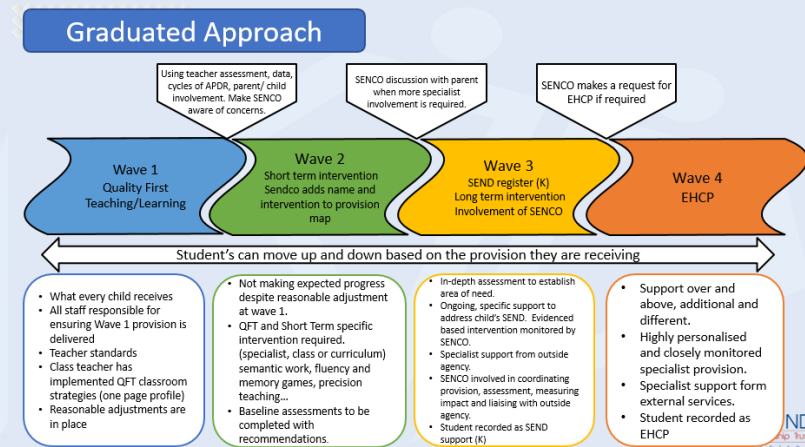 Graduated Approach
Using teacher assessment, data,
cycles of APDR, parent/ child
involvement. Make SENCO
aware of concerns.
SENCO discussion with parent
when more specialist
involvement is required.
SENCO makes a request for
EHCP if required
Wave 1
Quality First
Teaching/Learning
Wave 2
Short term intervention
Sendco adds name and
intervention to provision
map
Wave 3
SEND register (K)
Long term intervention
Involvement of SENCO
Wave 4
EHCP
Student's can move up and down based on the provision they are receiving
• What every child receives
• All staff responsible for
ensuring Wave 1 provision is
delivered
• Teacher standards
• Class teacher has
implemented QFT classroom
strategies (one page profile)
• Reasonable adjustments are
in place
• Not making expected progress
despite reasonable adjustment
at wave 1.
• QFT and Short Term specific
intervention required.
(specialist, class or curriculum)
semantic work, fluency and
memory games, precision
teaching...
• Baseline assessments to be
completed with
recommendations.
• In-depth assessment to establish
area of need.
• Ongoing, specific support to
address child's SEND. Evidenced
based intervention monitored by
SENCO.
• Specialist support from outside
agency.
• SENCO involved in coordinating
provision, assessment, measuring
impact and liaising with outside
agency.
• Student recorded as SEND
support (K)
• Support over and
above, additional and
different.
• Highly personalised
and closely monitored
specialist provision.
• Specialist support form
external services.
• Student recorded as
EHCP